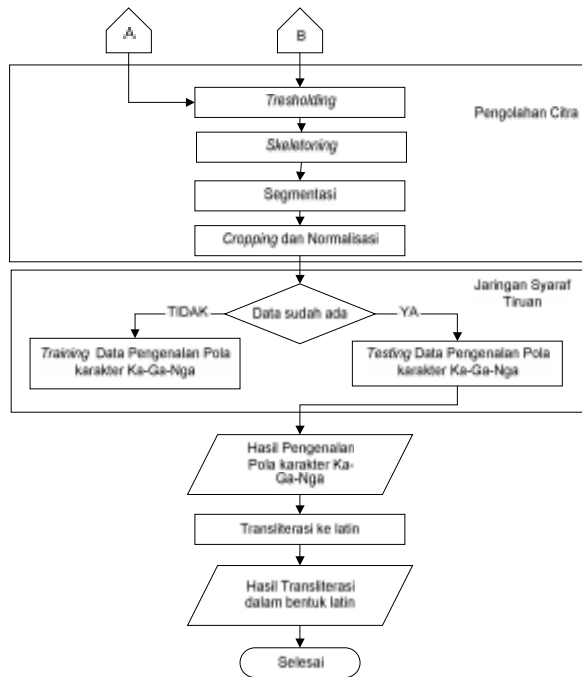 A
B
Tresholding
Pengolahan Citra
Skeletoning
Segmentasi
Cropping dan Normalisasi
Jaringan Syaraf
Tiruan
Data sudah ada
TIDAK
YA
Training Data Pengenalan Pola
karakter Ka-Ga-Nga
Testing Data Pengenalan Pola
karakter Ka-Ga-Nga
Hasil Pengenalan
Pola karakter Ka-
Ga-Nga
Transliterasi ke latin
Hasil Transliterasi
dalam bentuk latin
Selesai